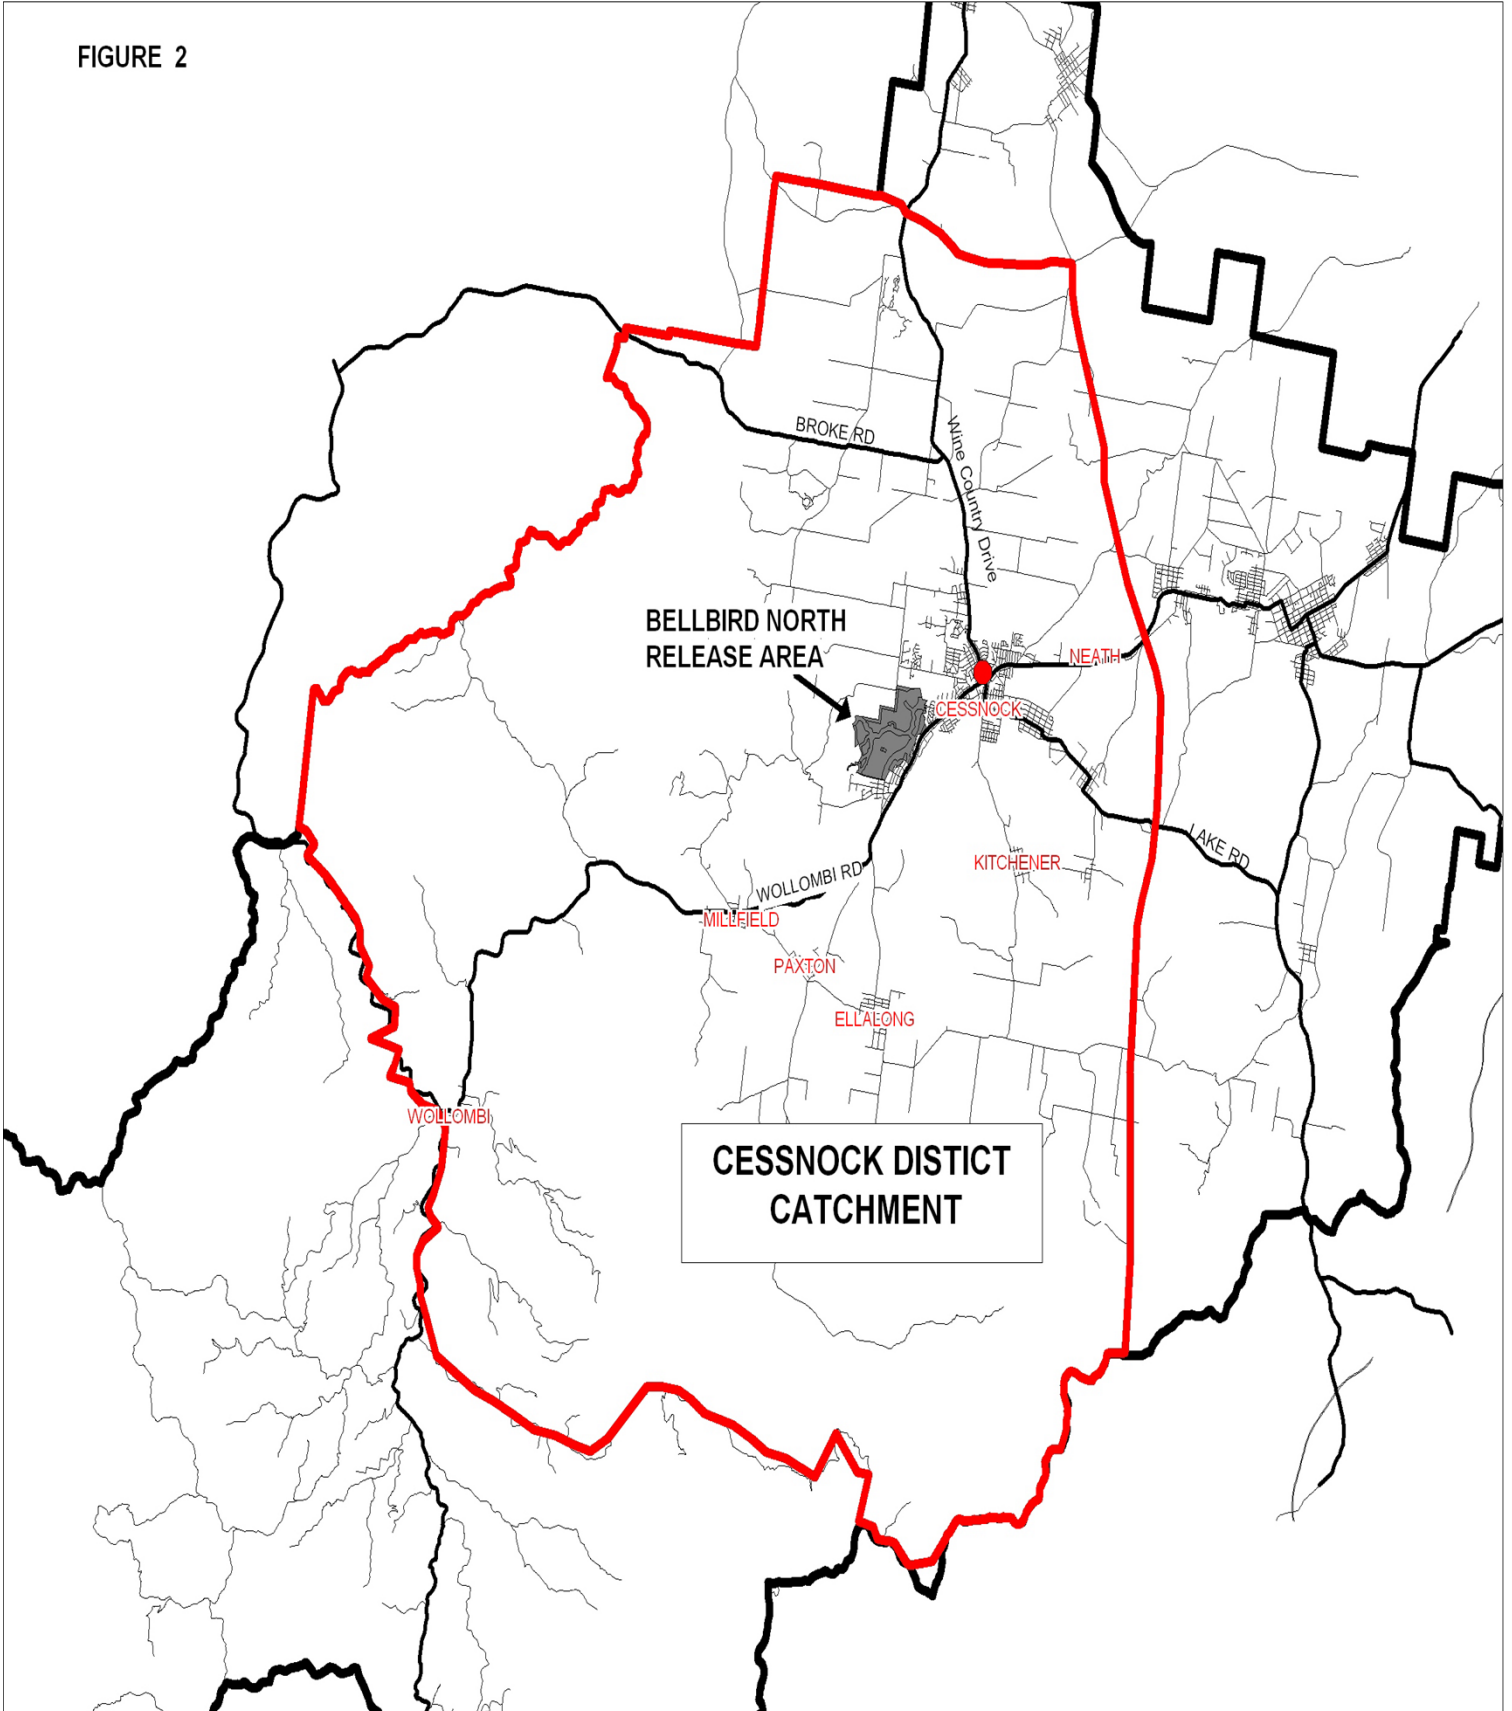 FIGURE 2
BROKE RD
Wine Country Drive
BELLBIRD NORTH
RELEASE AREA
NEATH
CESSNOCK
LAKE RD
KITCHENER
WOLLOMBI RD
MILLFIELD
PAXTON
ELLALONG
WOLLOMBI
CESSNOCK DISTICT
CATCHMENT